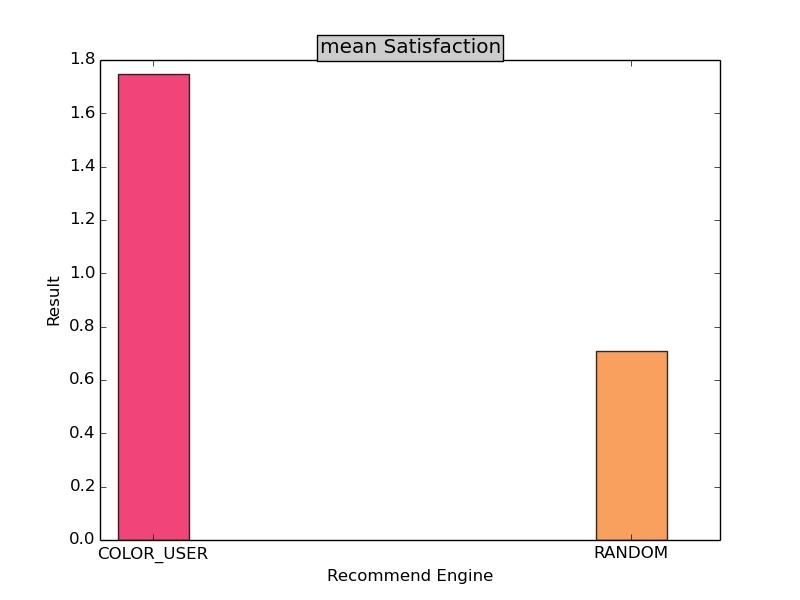 mean Satisfaction
1.8
1.6
1.4
1.2
1.0
0.8
0.6
0.4
0.2
0.0
Result
COLOR_USER RANDOM
Recommend Engine